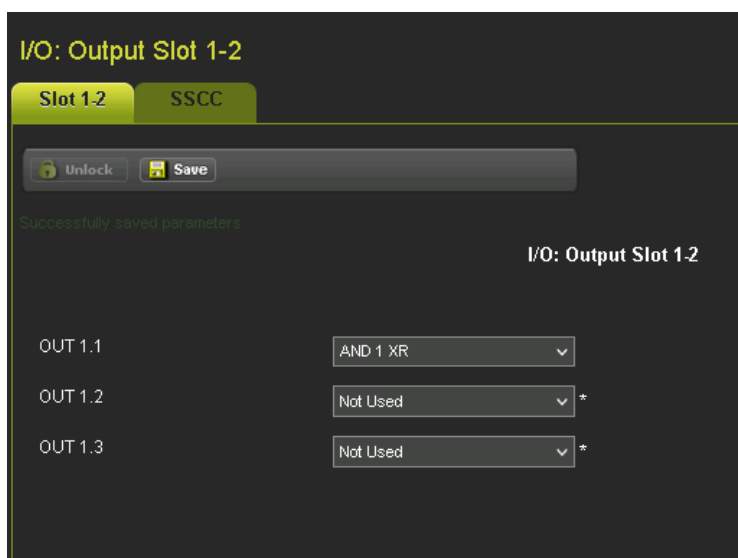 I/O: Output Slot 1-2
Slot 1-2 SSCC
Unlock Save
Successfully saved parameters
I/O: Output Slot 1-2
OUT 1.1 AND 1 XR
OUT 1.2 Not Used *
OUT 1.3 Not Used *